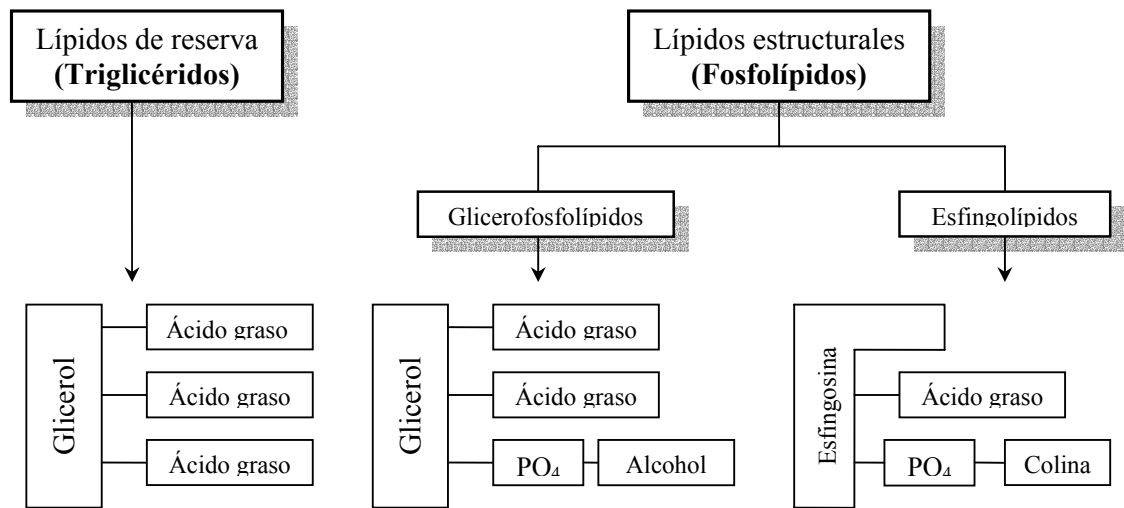 Lípidos de reserva
(Triglicéridos)
Lípidos estructurales
(Fosfolípidos)
Glicerofosfolípidos
Esfingolípidos
Glicerol
Ácido graso
Ácido graso
Ácido graso
Glicerol
Ácido graso
Ácido graso
PO₄
Alcohol
Esfingosina
Ácido graso
PO₄
Colina